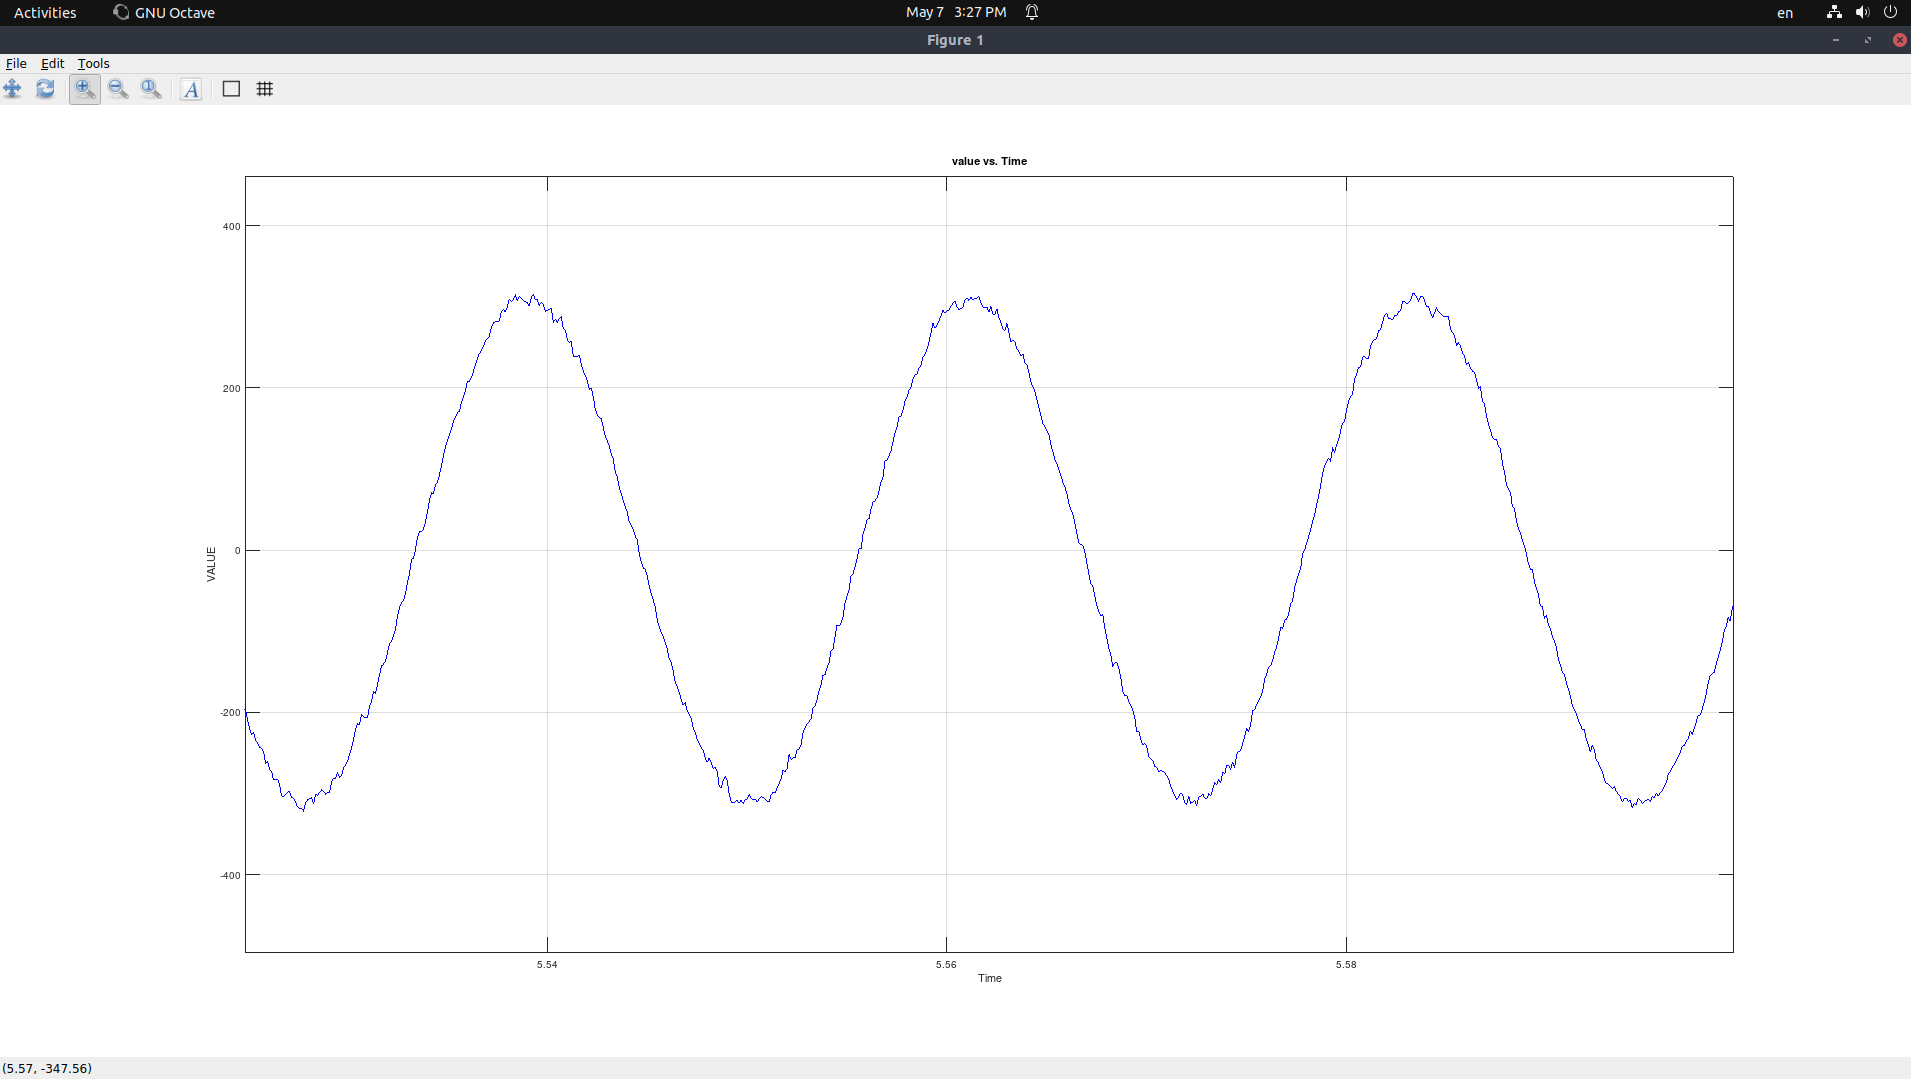 Activities GNU Octave May 7 3:27 PM en
Figure 1
File Edit Tools
A
value vs. Time
400
200
0
-200
-400
VALUE
5.54 5.56 5.58
Time
(5.57, -347.56)